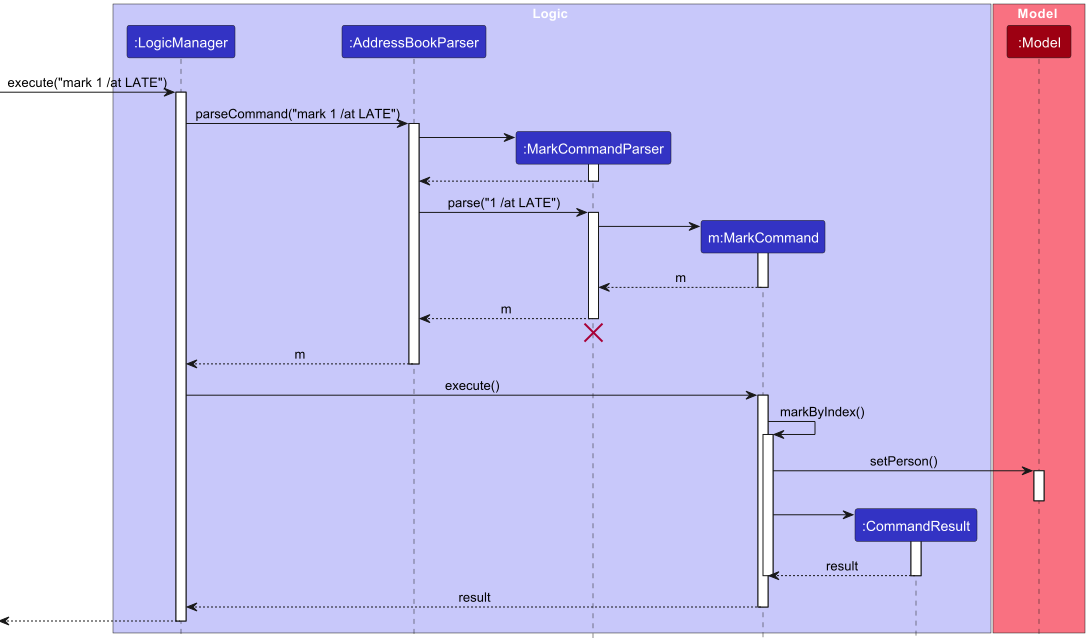 Logic
Model
:LogicManager
:AddressBookParser
:Model
execute("mark 1 /at LATE")
parseCommand("mark 1 /at LATE")
:MarkCommandParser
parse("1 /at LATE")
m:MarkCommand
m
m
m
execute()
markByIndex()
setPerson()
:CommandResult
result
result